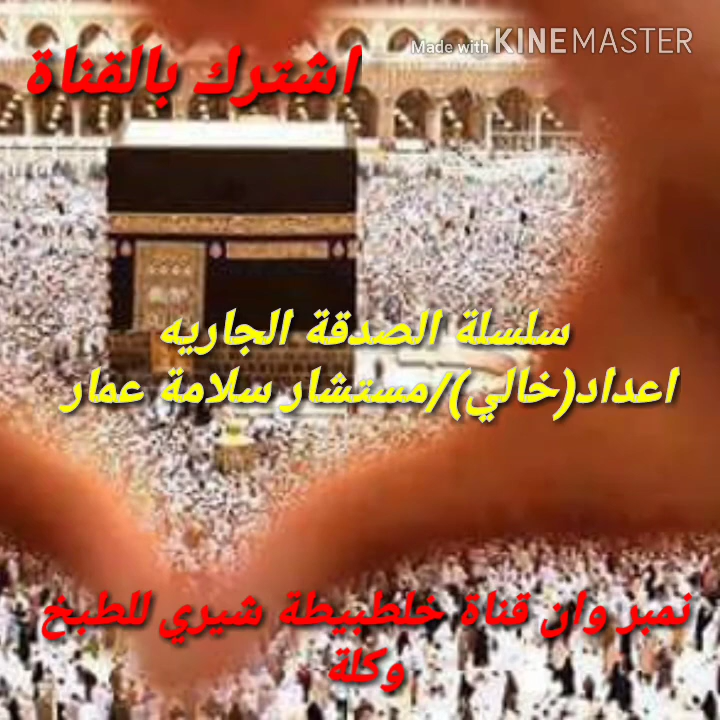 Made with KINEMASTER
اشترك بالقناة
سلسلة الصدقة الجاريه
اعداد(خالي)/مستشار سلامة عمار
نمبر وان قناة خلطبيطة شيري للطبخ
وكلة